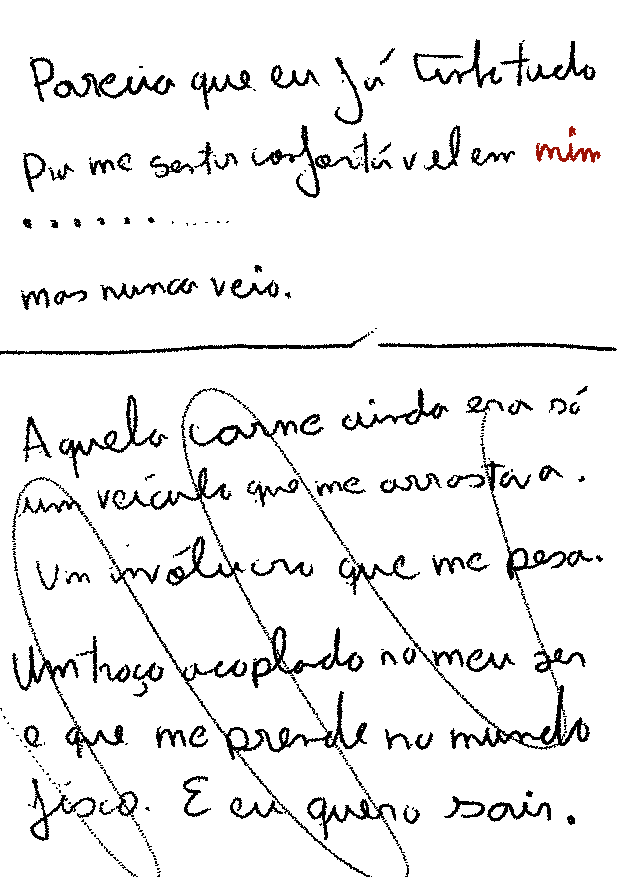 Parecia que eu já tinha tudo
Pra me sentir confortável em mim
...........
mas nunca veio.
Aquela carne ainda era só
um veículo que me arrastava.
Um invólucro que me pesa.
Um troço acoplado no meu ser
e que me prende no mundo
físico. E eu quero sair.